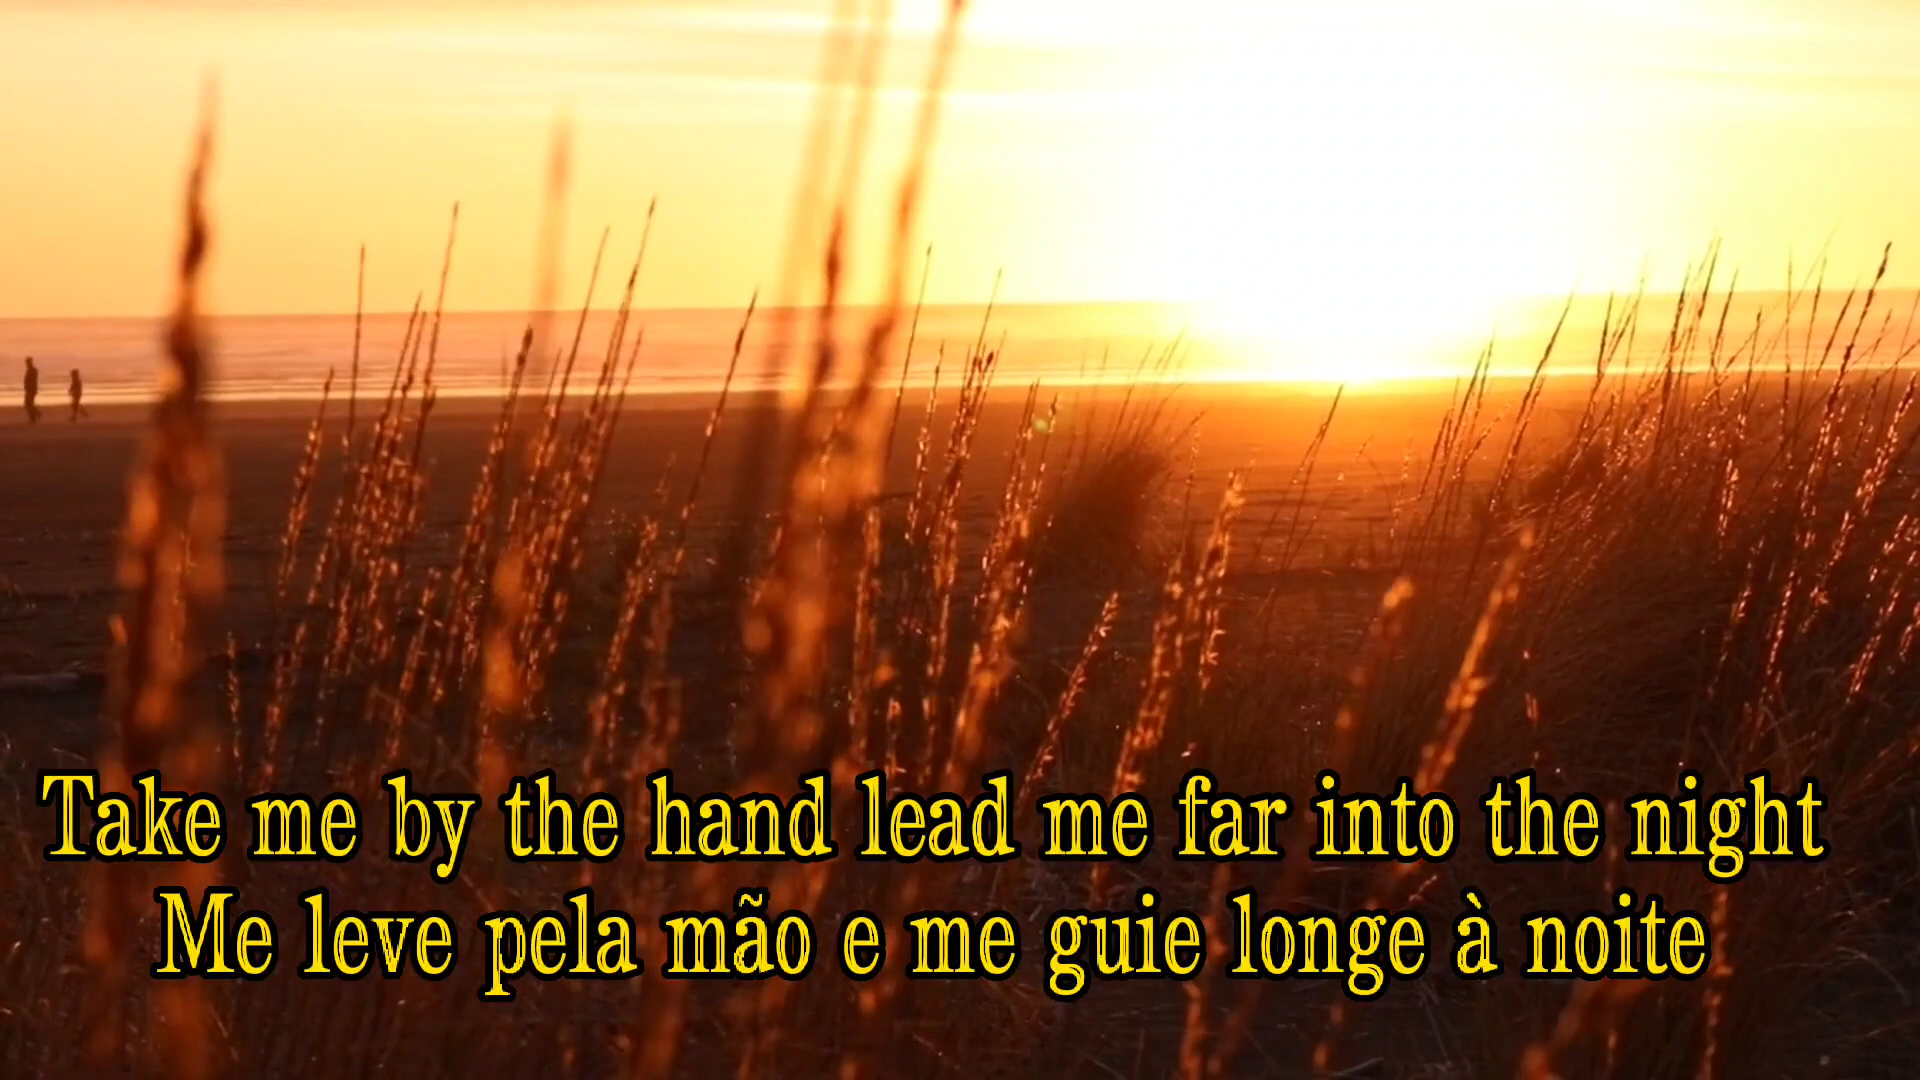 Take me by the hand lead me far into the night
Me leve pela mão e me guie longe à noite